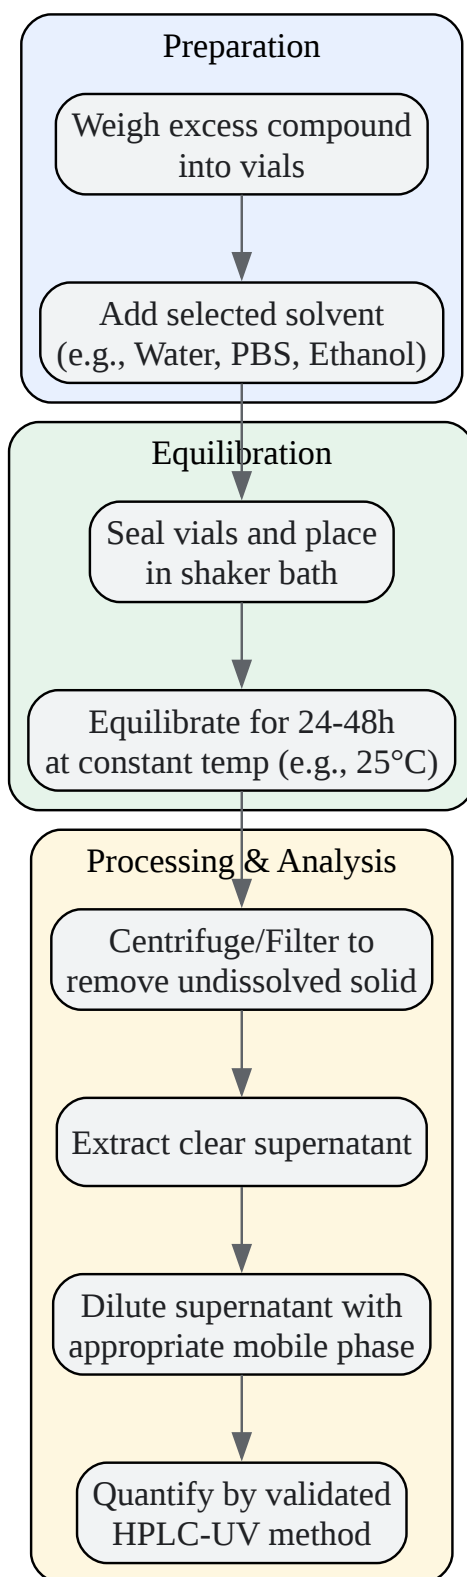 Preparation
Weigh excess compound
into vials
Add selected solvent
(e.g., Water, PBS, Ethanol)
Equilibration
Seal vials and place
in shaker bath
Equilibrate for 24-48h
at constant temp (e.g., 25°C)
Processing & Analysis
Centrifuge/Filter to
remove undissolved solid
Extract clear supernatant
Dilute supernatant with
appropriate mobile phase
Quantify by validated
HPLC-UV method